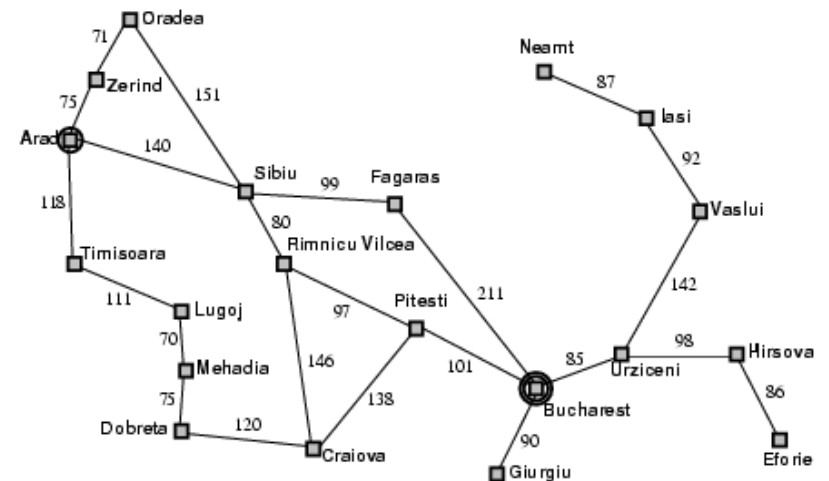 Oradea
71
Neamt
Zerind
87
75
151
Iasi
Arad
140
92
Sibiu
99
Fagaras
118
80
Vaslui
Rimnicu Vilcea
Timisoara
142
111
211
Lugoj
97
Pitesti
70
98
Hirsova
146
85
Mehadia
101
Urziceni
86
75
138
Bucharest
120
Dobreta
90
Craiova
Eforie
Giurgiu